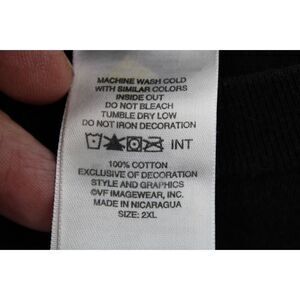 MACHINE WASH COLD
WITH SIMILAR COLORS
INSIDE OUT
DO NOT BLEACH
TUMBLE DRY LOW
DO NOT IRON DECORATION
INT
100% COTTON
EXCLUSIVE OF DECORATION
STYLE AND GRAPHICS
©VF IMAGEWEAR, INC.
MADE IN NICARAGUA
SIZE: 2XL